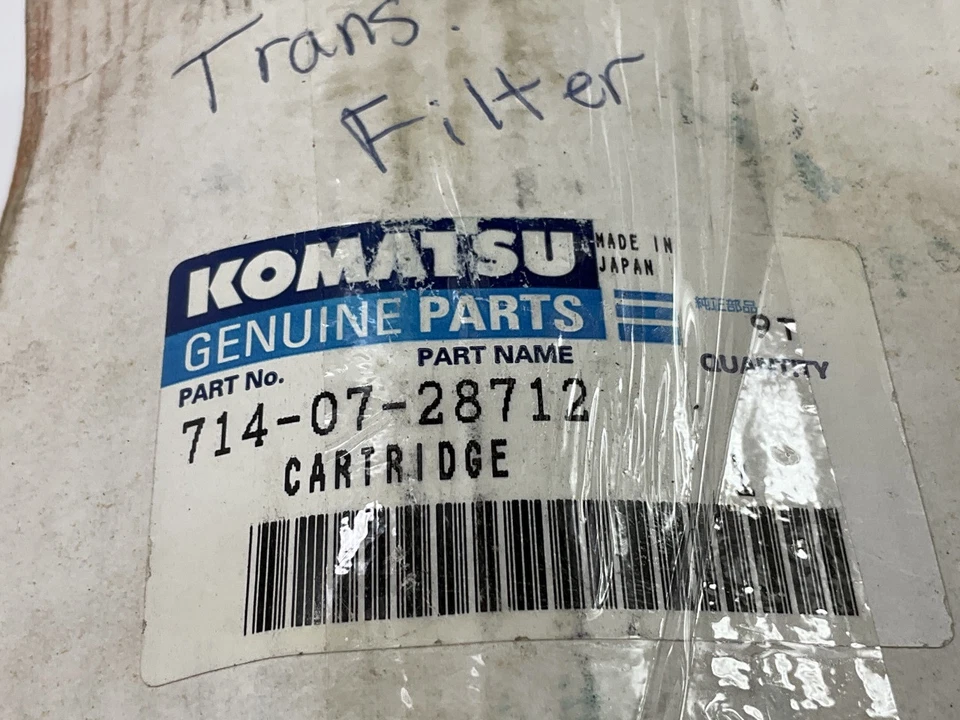 Trans.
Filter
KOMATSU
MADE IN
JAPAN
GENUINE PARTS
純正部品
9T
PART No.
PART NAME
QUANTITY
714-07-28712
CARTRIDGE